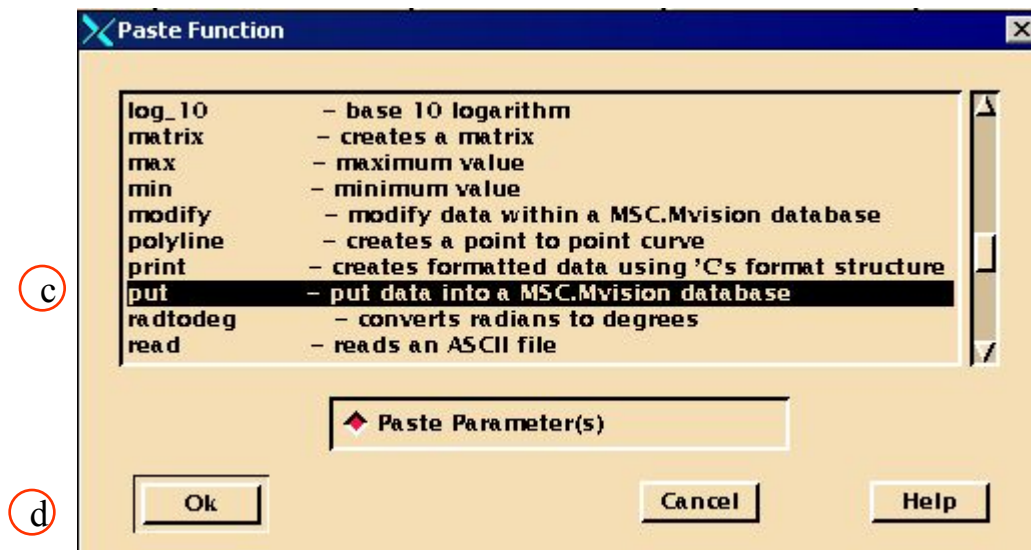 Paste Function
log_10 – base 10 logarithm
matrix – creates a matrix
max – maximum value
min – minimum value
modify – modify data within a MSC.Mvision database
polyline – creates a point to point curve
print – creates formatted data using 'C's format structure
c
put – put data into a MSC.Mvision database
radtodeg – converts radians to degrees
read – reads an ASCII file
Paste Parameter(s)
d
Ok Cancel Help